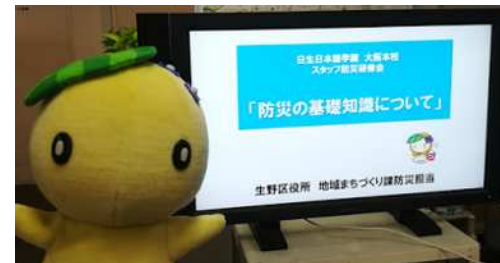 日生日本語学園 大阪本校
スタッフ防災研修会
「防災の基礎知識について」
生野区役所 地域まちづくり課防災担当